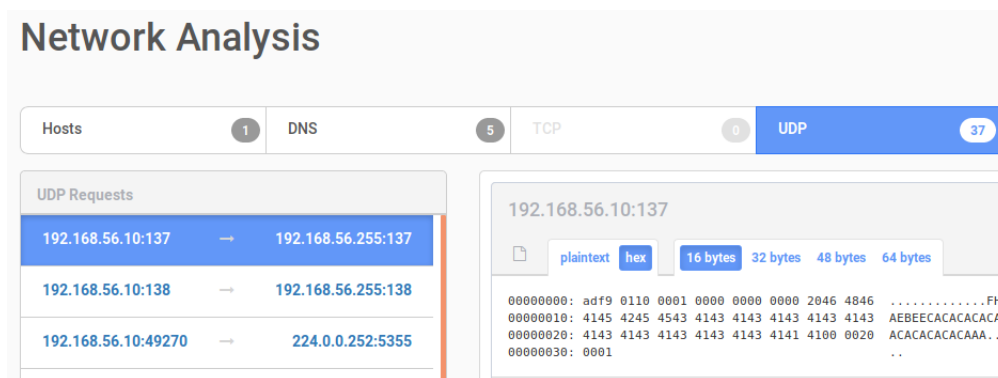 Network Analysis
Hosts 1 DNS 5 TCP 0 UDP 37
UDP Requests
192.168.56.10:137 → 192.168.56.255:137
192.168.56.10:138 → 192.168.56.255:138
192.168.56.10:49270 → 224.0.0.252:5355
192.168.56.10:137
plaintext hex 16 bytes 32 bytes 48 bytes 64 bytes
00000000: adf9 0110 0001 0000 0000 0000 2046 4846 .............FH
00000010: 4145 4245 4543 4143 4143 4143 4143 4143 AEBEECACACACACA
00000020: 4143 4143 4143 4143 4143 4141 4100 0020 ACACACACACAAA..
00000030: 0001 ..